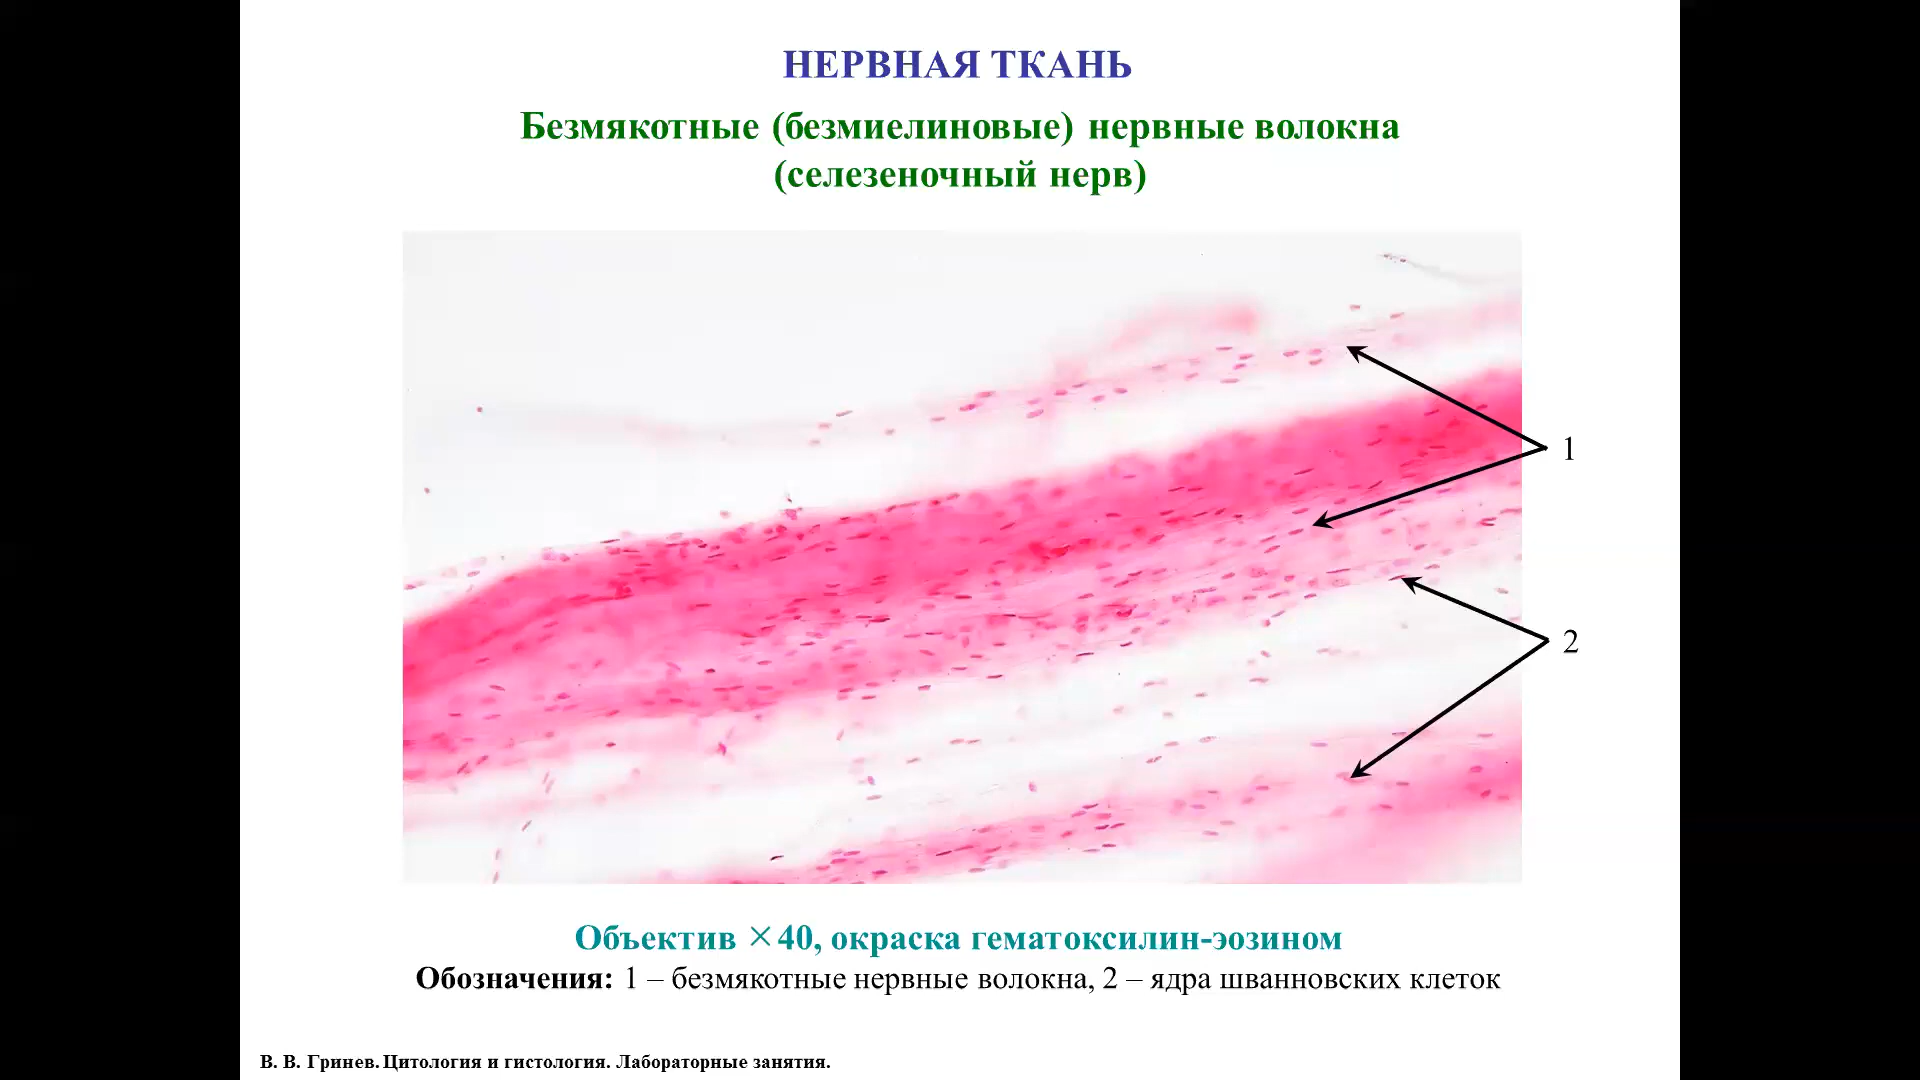 НЕРВНАЯ ТКАНЬ
Безмякотные (безмиелиновые) нервные волокна
(селезеночный нерв)
1
2
Объектив ×40, окраска гематоксилин-эозином
Обозначения: 1 – безмякотные нервные волокна, 2 – ядра шванновских клеток
В. В. Гринев. Цитология и гистология. Лабораторные занятия.